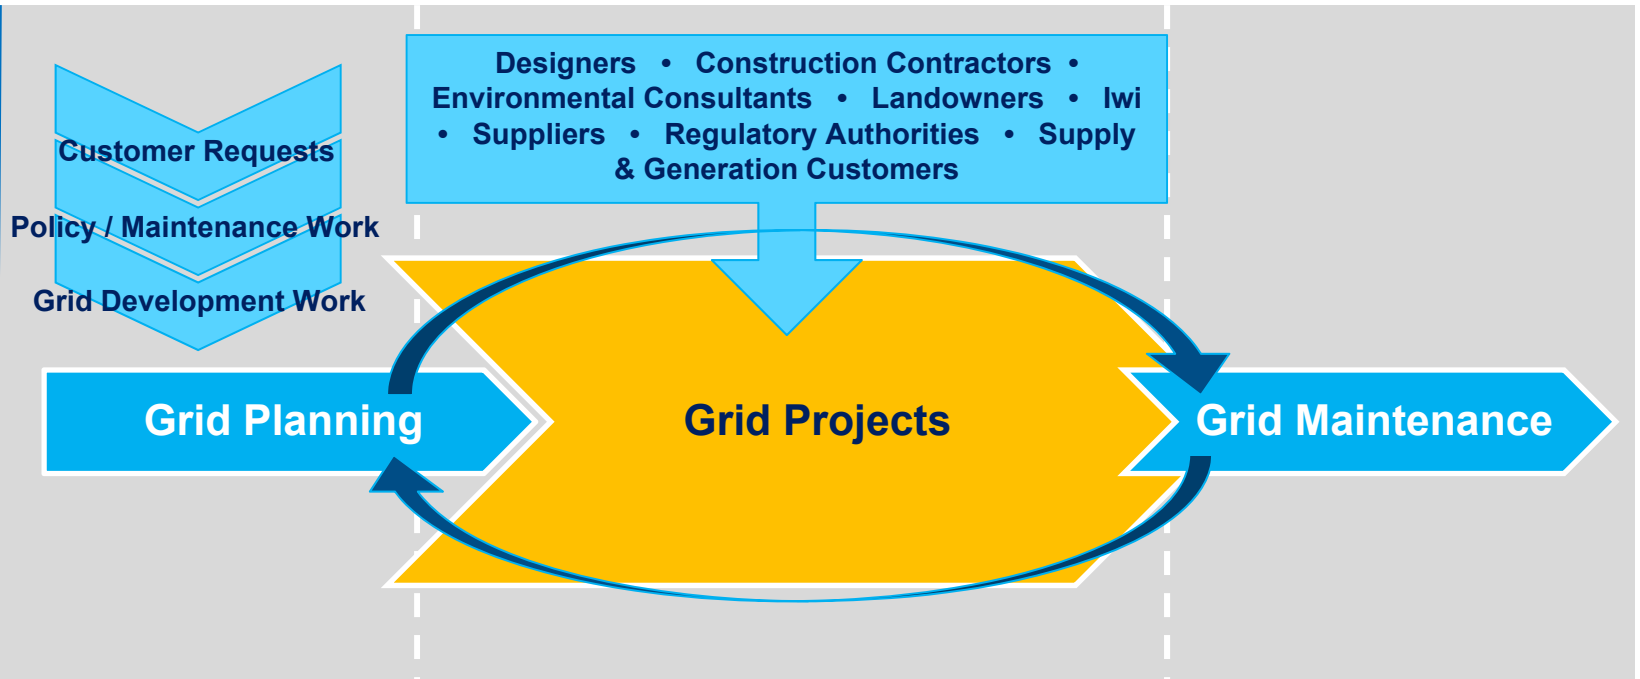 Designers • Construction Contractors •
Environmental Consultants • Landowners • Iwi
• Suppliers • Regulatory Authorities • Supply
& Generation Customers
Customer Requests
Policy / Maintenance Work
Grid Development Work
Grid Planning
Grid Projects
Grid Maintenance